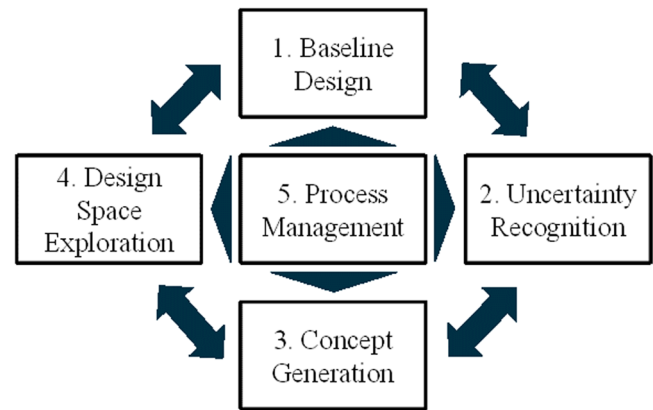 1. Baseline
Design
4. Design
Space
Exploration
5. Process
Management
2. Uncertainty
Recognition
3. Concept
Generation